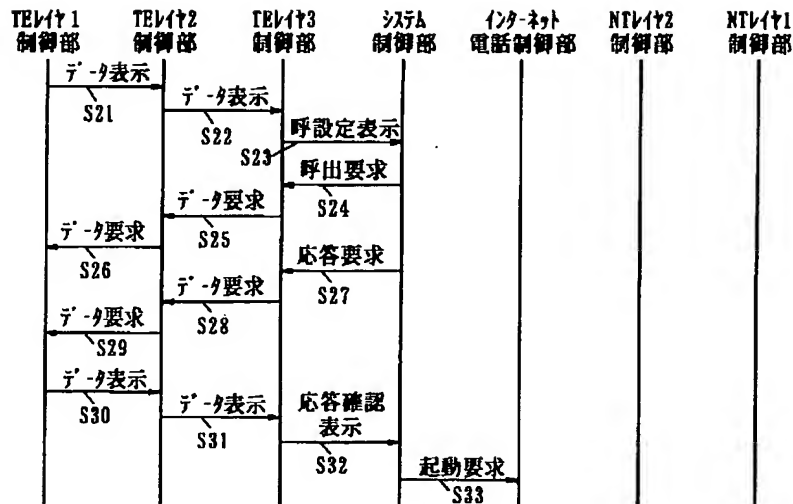 TEレイヤ1
制御部
TEレイヤ2
制御部
TEレイヤ3
制御部
システム
制御部
インターネット
電話制御部
NTレイヤ2
制御部
NTレイヤ1
制御部
データ表示
S21
データ表示
S22
呼設定表示
S23
呼出要求
S24
データ要求
S25
データ要求
S26
応答要求
S27
データ要求
S28
データ要求
S29
データ表示
S30
データ表示
S31
応答確認
表示
S32
起動要求
S33